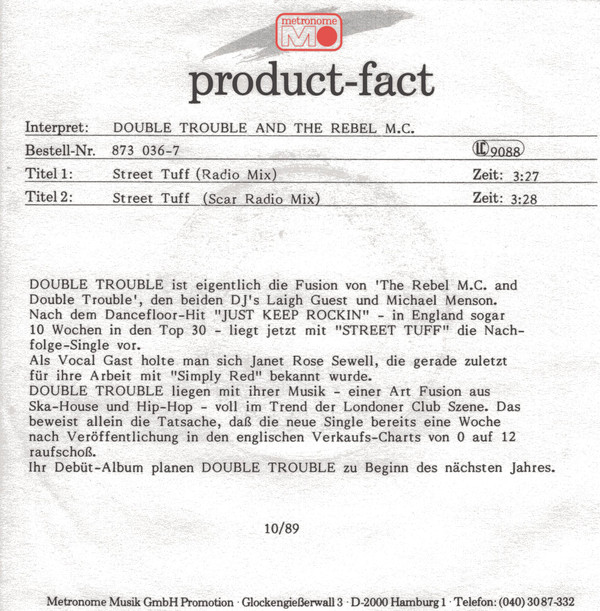 metronome
M
product-fact
Interpret: DOUBLE TROUBLE AND THE REBEL M.C.
Bestell-Nr. 873 036-7 LC 9088
Titel 1: Street Tuff (Radio Mix) Zeit: 3:27
Titel 2: Street Tuff (Scar Radio Mix) Zeit: 3:28
DOUBLE TROUBLE ist eigentlich die Fusion von 'The Rebel M.C. and
Double Trouble', den beiden DJ's Laigh Guest und Michael Menson.
Nach dem Dancefloor-Hit "JUST KEEP ROCKIN" - in England sogar
10 Wochen in den Top 30 - liegt jetzt mit "STREET TUFF" die Nach-
folge-Single vor.
Als Vocal Gast holte man sich Janet Rose Sewell, die gerade zuletzt
für ihre Arbeit mit "Simply Red" bekannt wurde.
DOUBLE TROUBLE liegen mit ihrer Musik - einer Art Fusion aus
Ska-House und Hip-Hop - voll im Trend der Londoner Club Szene. Das
beweist allein die Tatsache, daß die neue Single bereits eine Woche
nach Veröffentlichung in den englischen Verkaufs-Charts von 0 auf 12
raufschoß.
Ihr Debüt-Album planen DOUBLE TROUBLE zu Beginn des nächsten Jahres.
10/89
Metronome Musik GmbH Promotion · Glockengießerwall 3 · D-2000 Hamburg 1 · Telefon: (040) 30 87-332